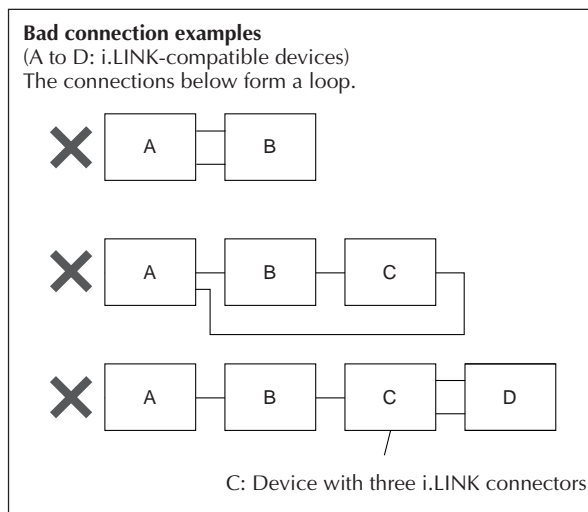 Bad connection examples
(A to D: i.LINK-compatible devices)
The connections below form a loop.
A B
A B C
A B C D
C: Device with three i.LINK connectors